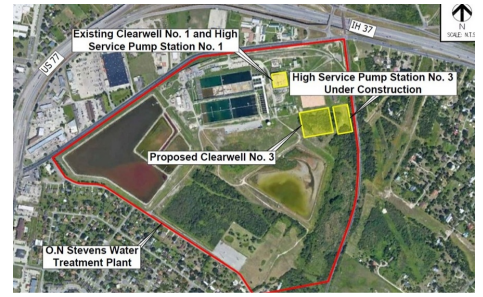 N
SCALE: N.T.S
IH 37
US 77
Existing Clearwell No. 1 and High
Service Pump Station No. 1
High Service Pump Station No. 3
Under Construction
Proposed Clearwell No. 3
O.N Stevens Water
Treatment Plant